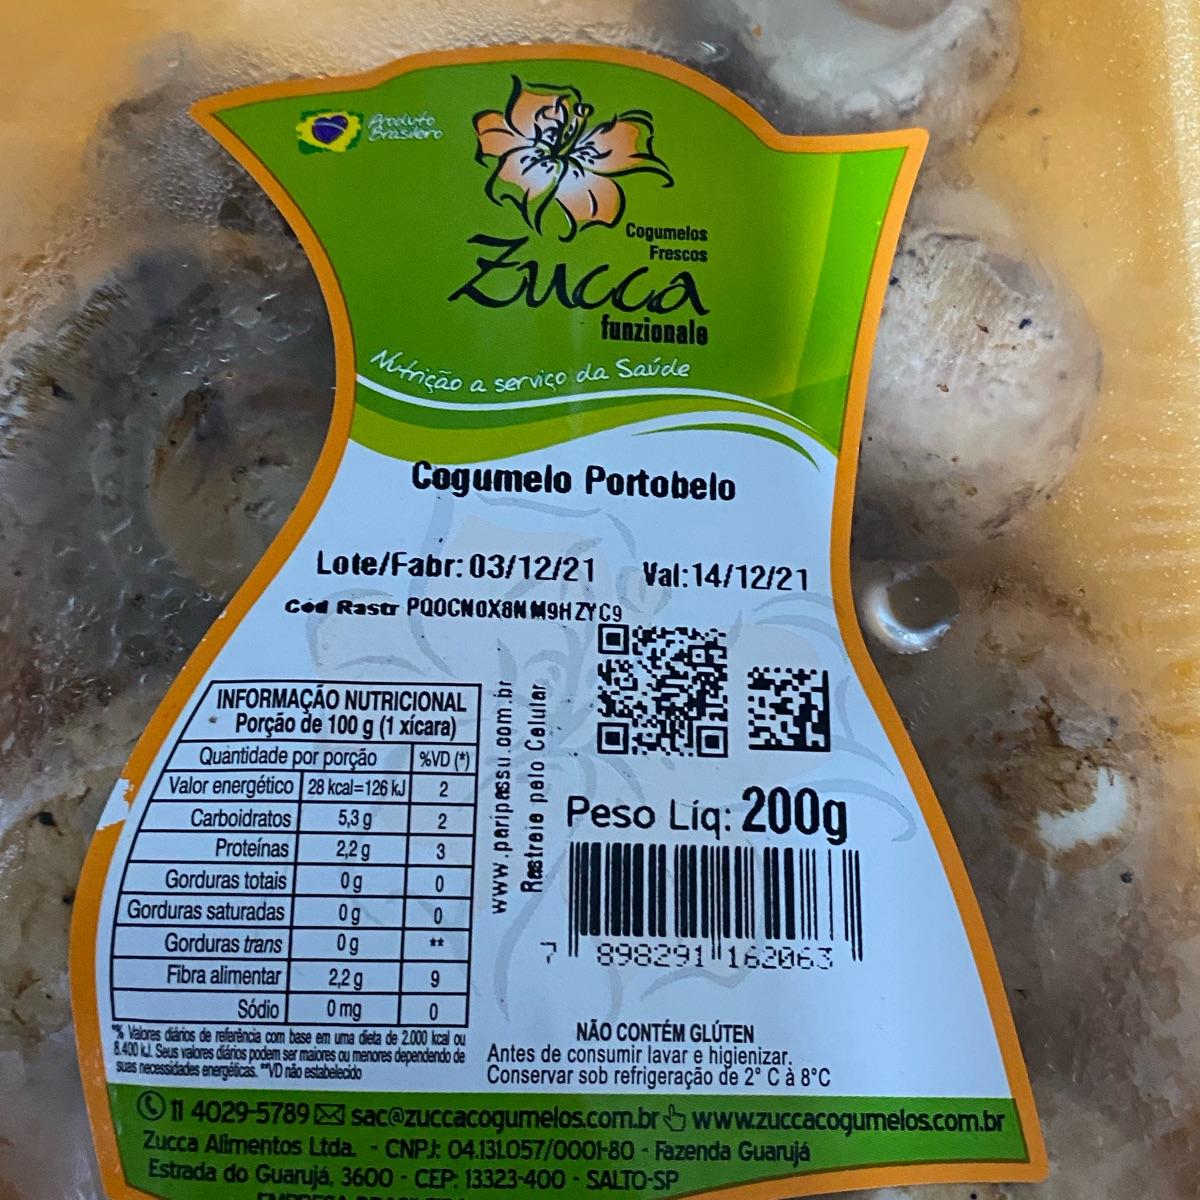 Produto
Brasileiro
Cogumelos
Frescos
Zucca
funzionale
Nutrição a serviço da Saúde
Cogumelo Portobelo
Lote/Fabr: 03/12/21 Val:14/12/21
Cód Rastr PQ0CN0X8NM9HZYC9
INFORMAÇÃO NUTRICIONAL
Porção de 100 g (1 xícara)
Quantidade por porção %VD (*)
Valor energético 28 kcal=126 kJ 2
Carboidratos 5,3 g 2
Proteínas 2,2 g 3
Gorduras totais 0 g 0
Gorduras saturadas 0 g 0
Gorduras trans 0 g **
Fibra alimentar 2,2 g 9
Sódio 0 mg 0
*% Valores diários de referência com base em uma dieta de 2.000 kcal ou
8.400 kJ. Seus valores diários podem ser maiores ou menores dependendo de
suas necessidades energéticas. **VD não estabelecido
www.paripassu.com.br
Rastreie pelo Celular
Peso Líq: 200g
7 898291 162063
NÃO CONTÉM GLÚTEN
Antes de consumir lavar e higienizar.
Conservar sob refrigeração de 2° C à 8°C
11 4029-5789 sac@zuccacogumelos.com.br www.zuccacogumelos.com.br
Zucca Alimentos Ltda. - CNPJ: 04.131.057/0001-80 - Fazenda Guarujá
Estrada do Guarujá, 3600 - CEP: 13323-400 - SALTO-SP